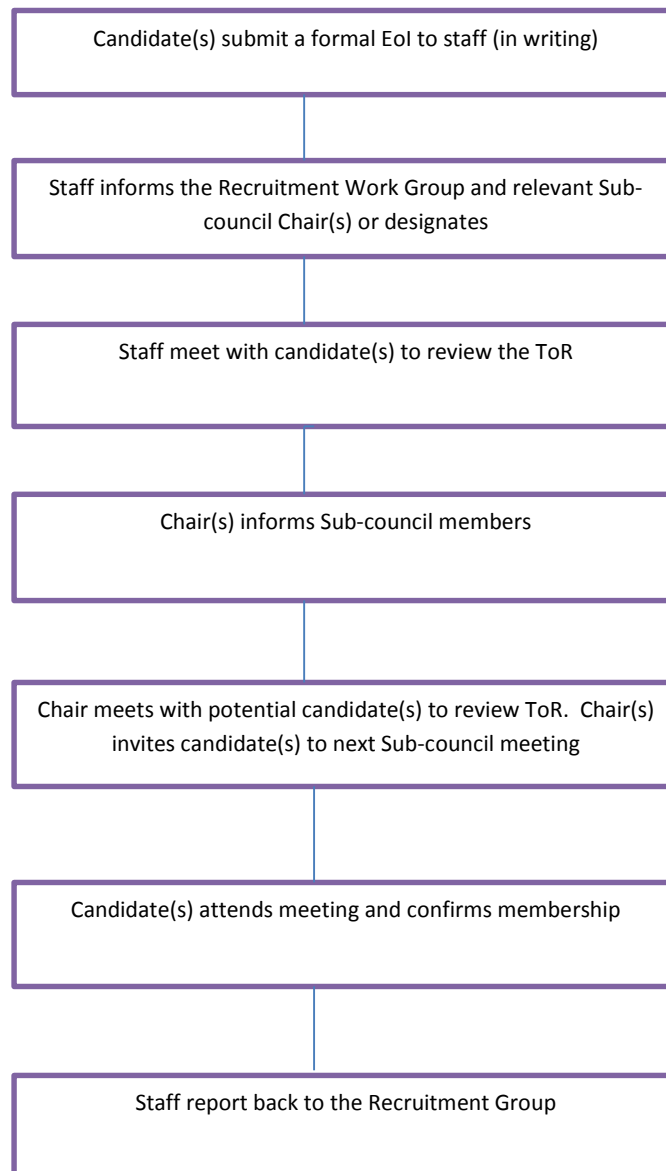 Candidate(s) submit a formal EoI to staff (in writing)
Staff informs the Recruitment Work Group and relevant Sub-
council Chair(s) or designates
Staff meet with candidate(s) to review the ToR
Chair(s) informs Sub-council members
Chair meets with potential candidate(s) to review ToR.  Chair(s)
invites candidate(s) to next Sub-council meeting
Candidate(s) attends meeting and confirms membership
Staff report back to the Recruitment Group